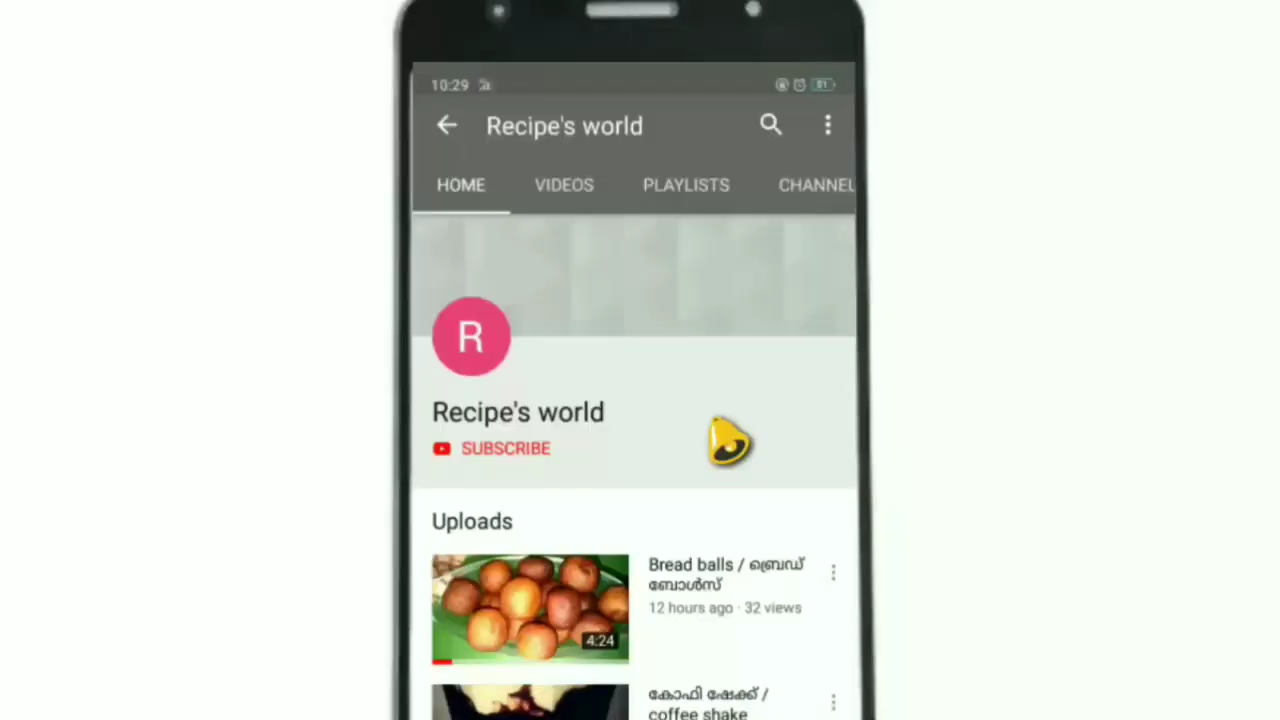 10:29
81
Recipe's world
HOME VIDEOS PLAYLISTS CHANNEL
R
Recipe's world
SUBSCRIBE
Uploads
Bread balls / ബ്രെഡ്
ബോൾസ്
12 hours ago · 32 views
4:24
കോഫി ഷേക്ക് /
coffee shake